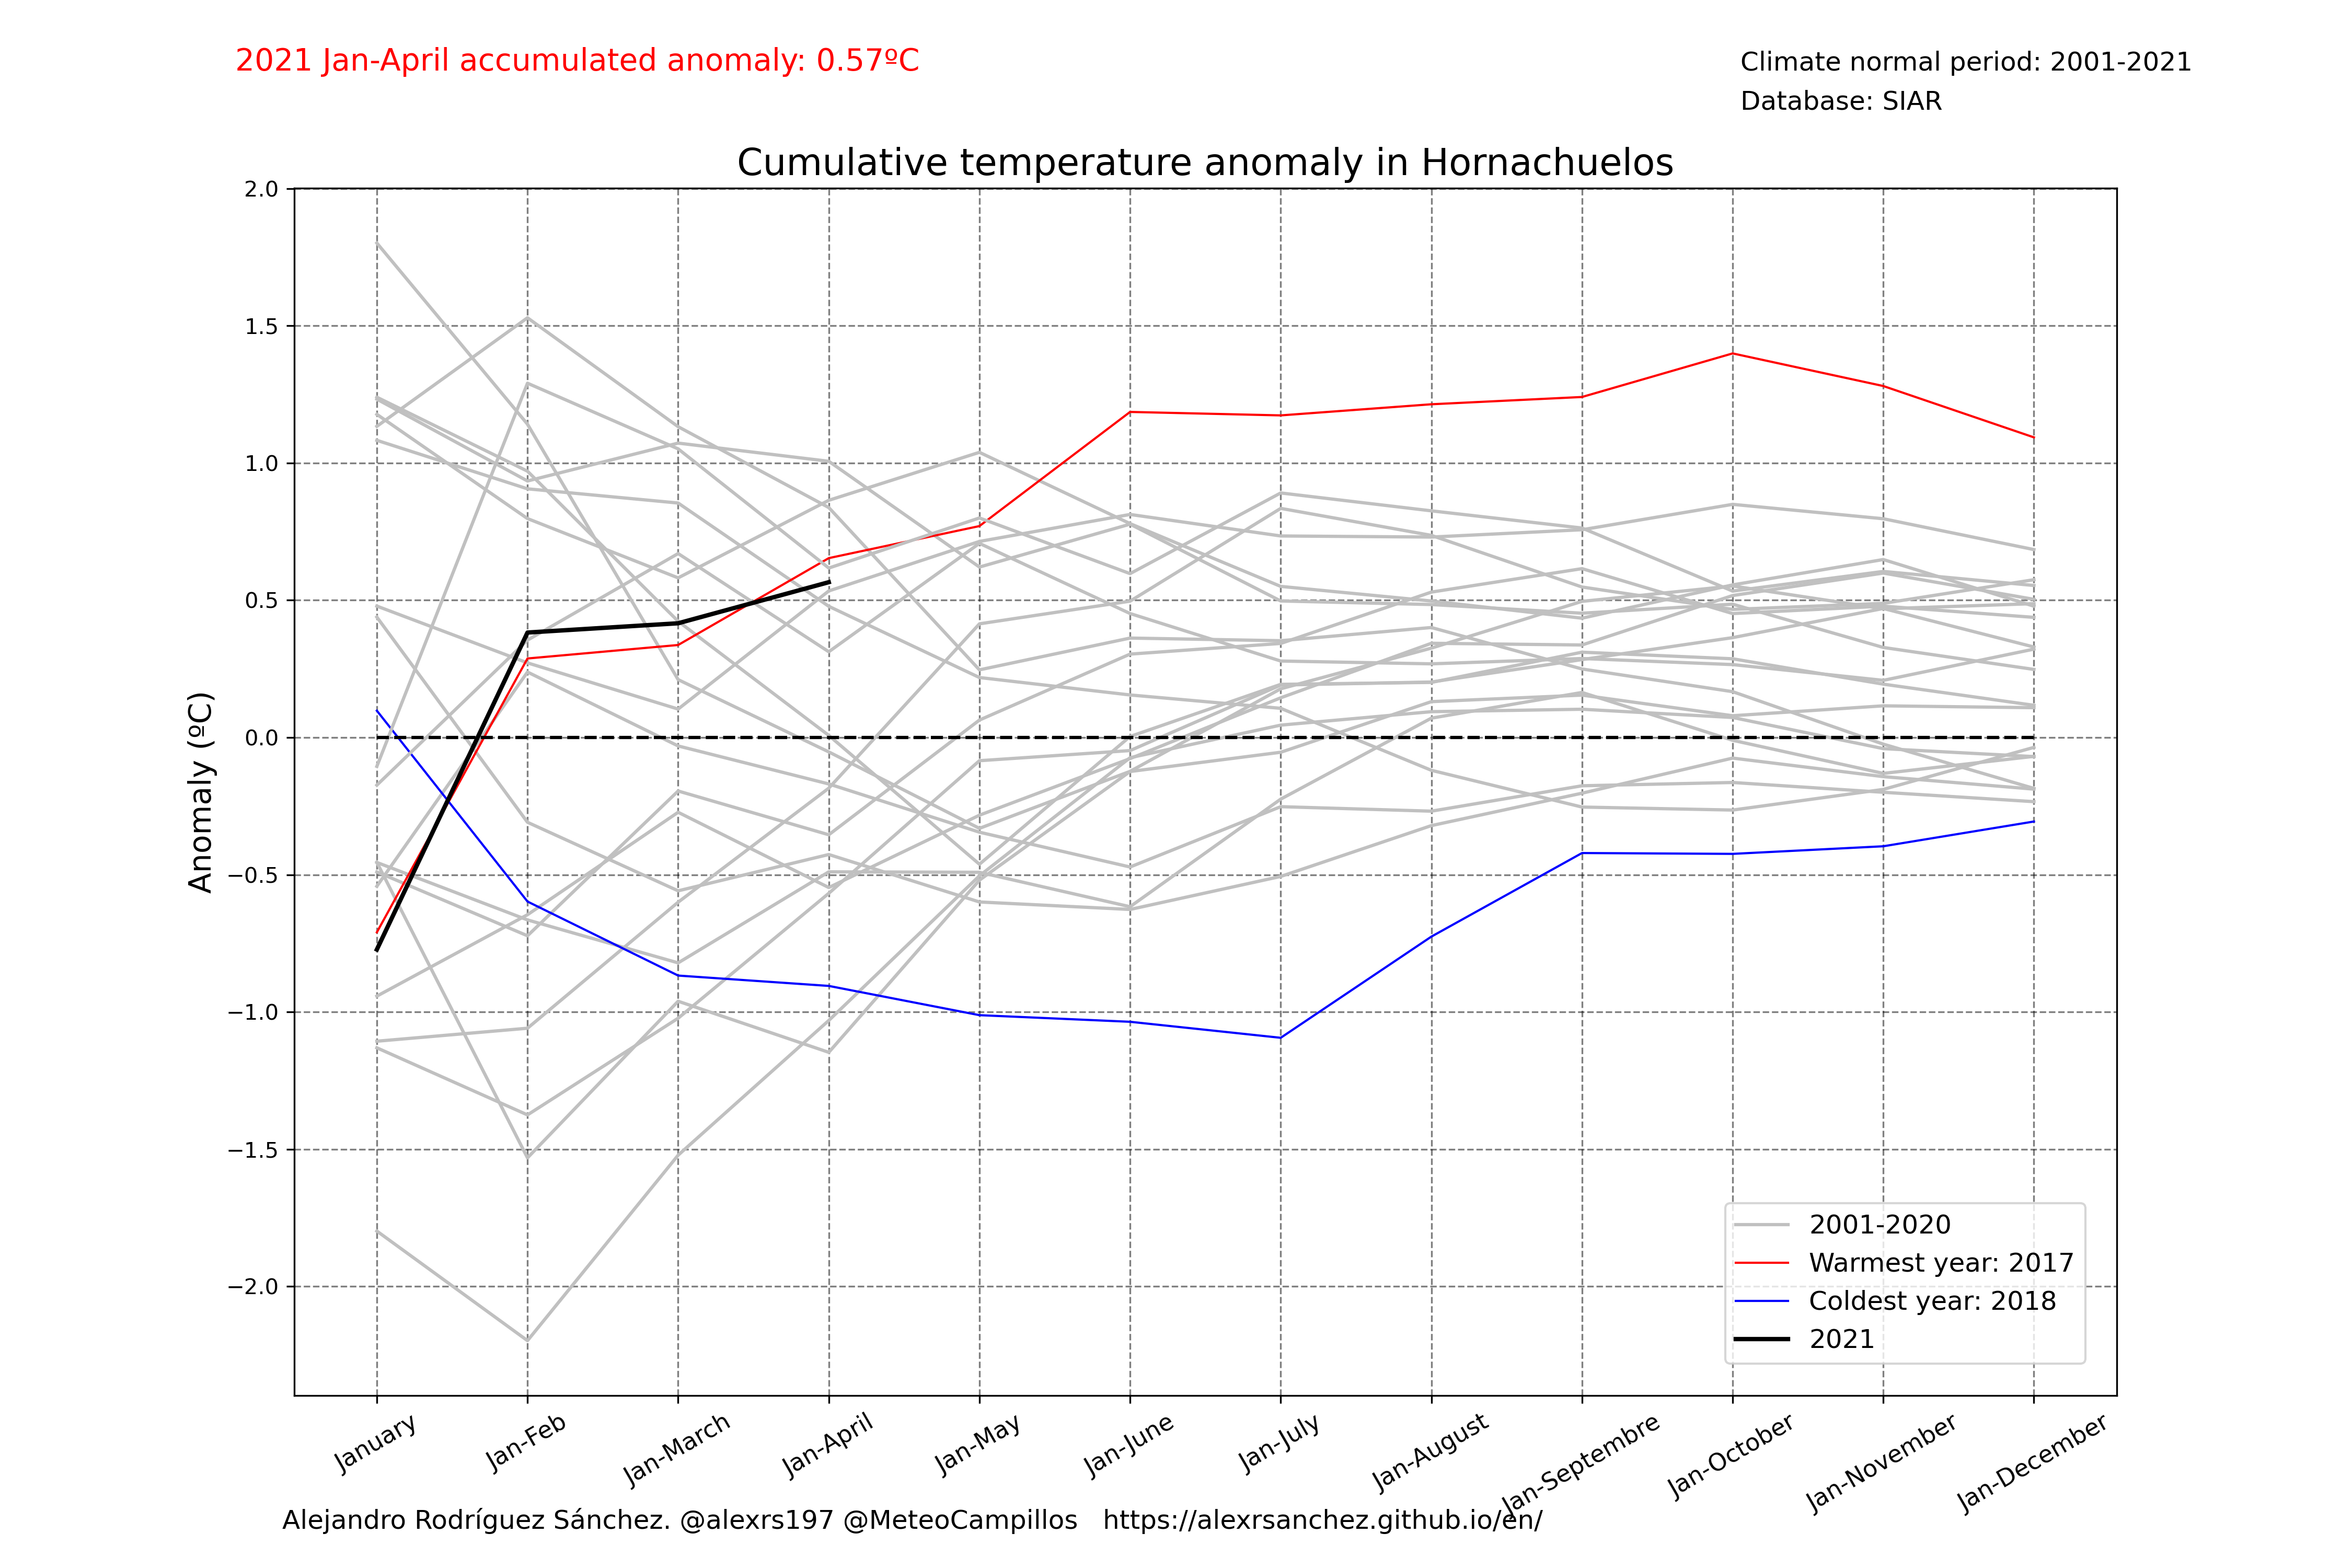 2021 Jan-April accumulated anomaly: 0.57ºC
Climate normal period: 2001-2021
Database: SIAR
Cumulative temperature anomaly in Hornachuelos
Anomaly (ºC)
2.0
1.5
1.0
0.5
0.0
−0.5
−1.0
−1.5
−2.0
2001-2020
Warmest year: 2017
Coldest year: 2018
2021
January
Jan-Feb
Jan-March
Jan-April
Jan-May
Jan-June
Jan-July
Jan-August
Jan-Septembre
Jan-October
Jan-November
Jan-December
Alejandro Rodríguez Sánchez. @alexrs197 @MeteoCampillos https://alexrsanchez.github.io/en/